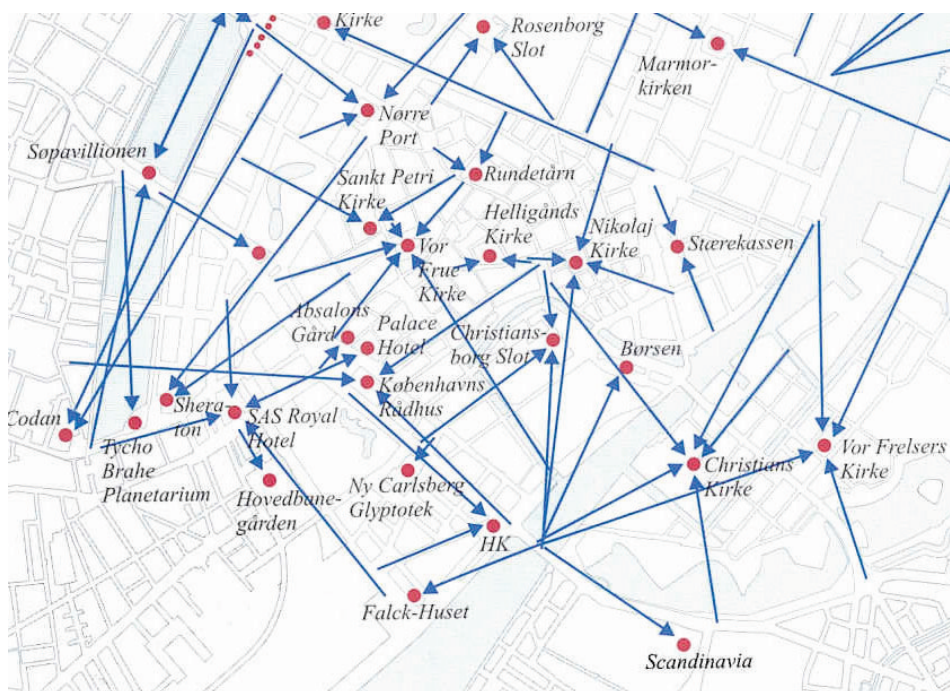 Kirke
Rosenborg
Slot
Marmor-
kirken
Nørre
Port
Søpavillionen
Sankt Petri
Kirke
Rundetårn
Helligånds
Kirke
Nikolaj
Kirke
Stærekassen
Vor
Frue
Kirke
Absalons
Gård
Palace
Hotel
Christians-
borg Slot
Børsen
Københavns
Rådhus
Codan
Shera-
ton
SAS Royal
Hotel
Tycho
Brahe
Planetarium
Hovedbane-
gården
Ny Carlsberg
Glyptotek
Christians
Kirke
Vor Frelsers
Kirke
HK
Falck-Huset
Scandinavia